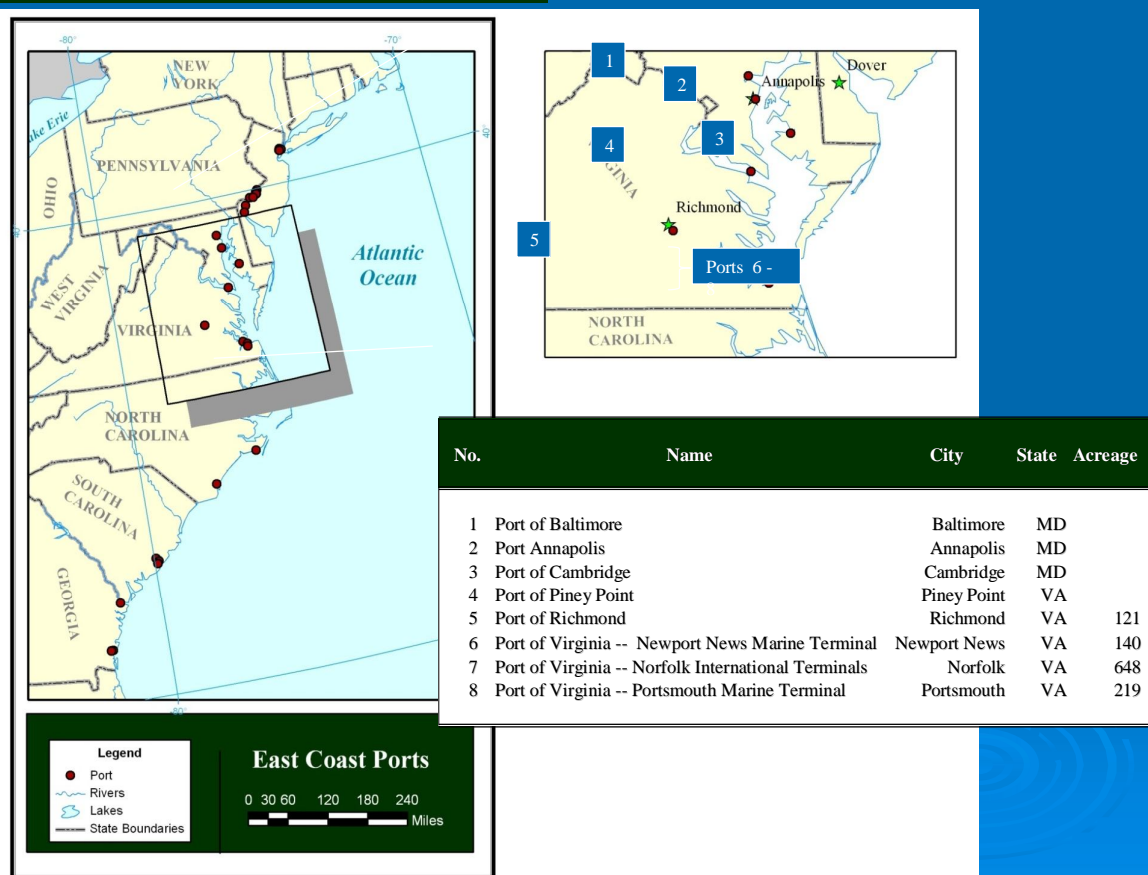 -80°
-70°
NEW
YORK
Lake Erie
40°
40°
PENNSYLVANIA
OHIO
Atlantic
Ocean
WEST
VIRGINIA
VIRGINIA
NORTH
CAROLINA
SOUTH
CAROLINA
GEORGIA
-80°
Legend
Port
Rivers
Lakes
State Boundaries
East Coast Ports
0 30 60 120 180 240
Miles
1
2
3
4
5
Dover
Annapolis
GINIA
Richmond
Ports 6 -
NORTH
CAROLINA
No. Name City State Acreage
1 Port of Baltimore Baltimore MD
2 Port Annapolis Annapolis MD
3 Port of Cambridge Cambridge MD
4 Port of Piney Point Piney Point VA
5 Port of Richmond Richmond VA 121
6 Port of Virginia -- Newport News Marine Terminal Newport News VA 140
7 Port of Virginia -- Norfolk International Terminals Norfolk VA 648
8 Port of Virginia -- Portsmouth Marine Terminal Portsmouth VA 219